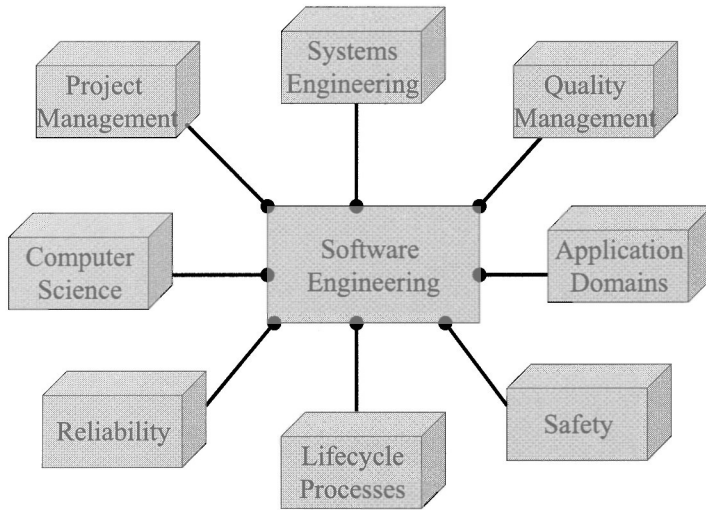 Systems
Engineering
Project
Management
Quality
Management
Computer
Science
Software
Engineering
Application
Domains
Reliability
Lifecycle
Processes
Safety